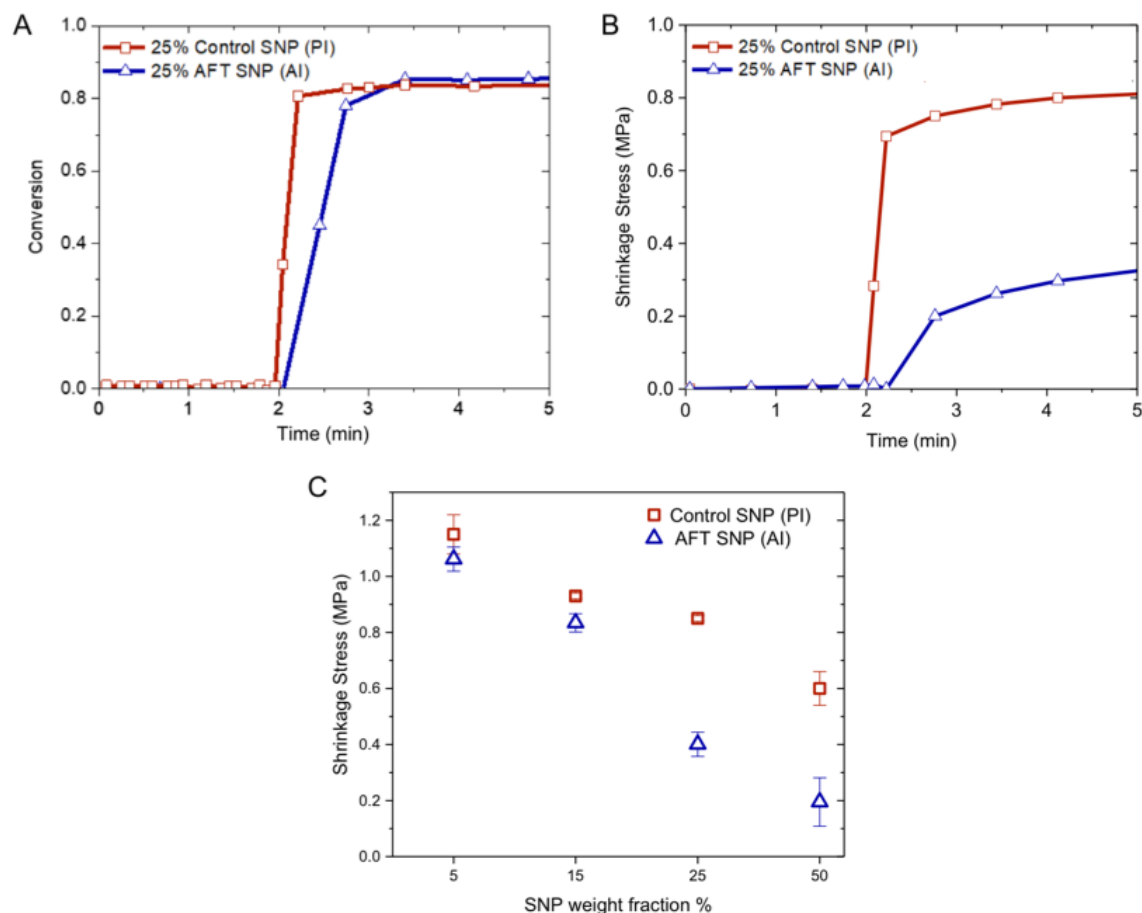 A
25% Control SNP (PI)
25% AFT SNP (AI)
1.0
0.8
0.6
0.4
0.2
0.0
Conversion
0 1 2 3 4 5
Time (min)
B
25% Control SNP (PI)
25% AFT SNP (AI)
1.0
0.8
0.6
0.4
0.2
0.0
Shrinkage Stress (MPa)
0 1 2 3 4 5
Time (min)
C
Control SNP (PI)
AFT SNP (AI)
1.2
1.0
0.8
0.6
0.4
0.2
0.0
Shrinkage Stress (MPa)
5 15 25 50
SNP weight fraction %